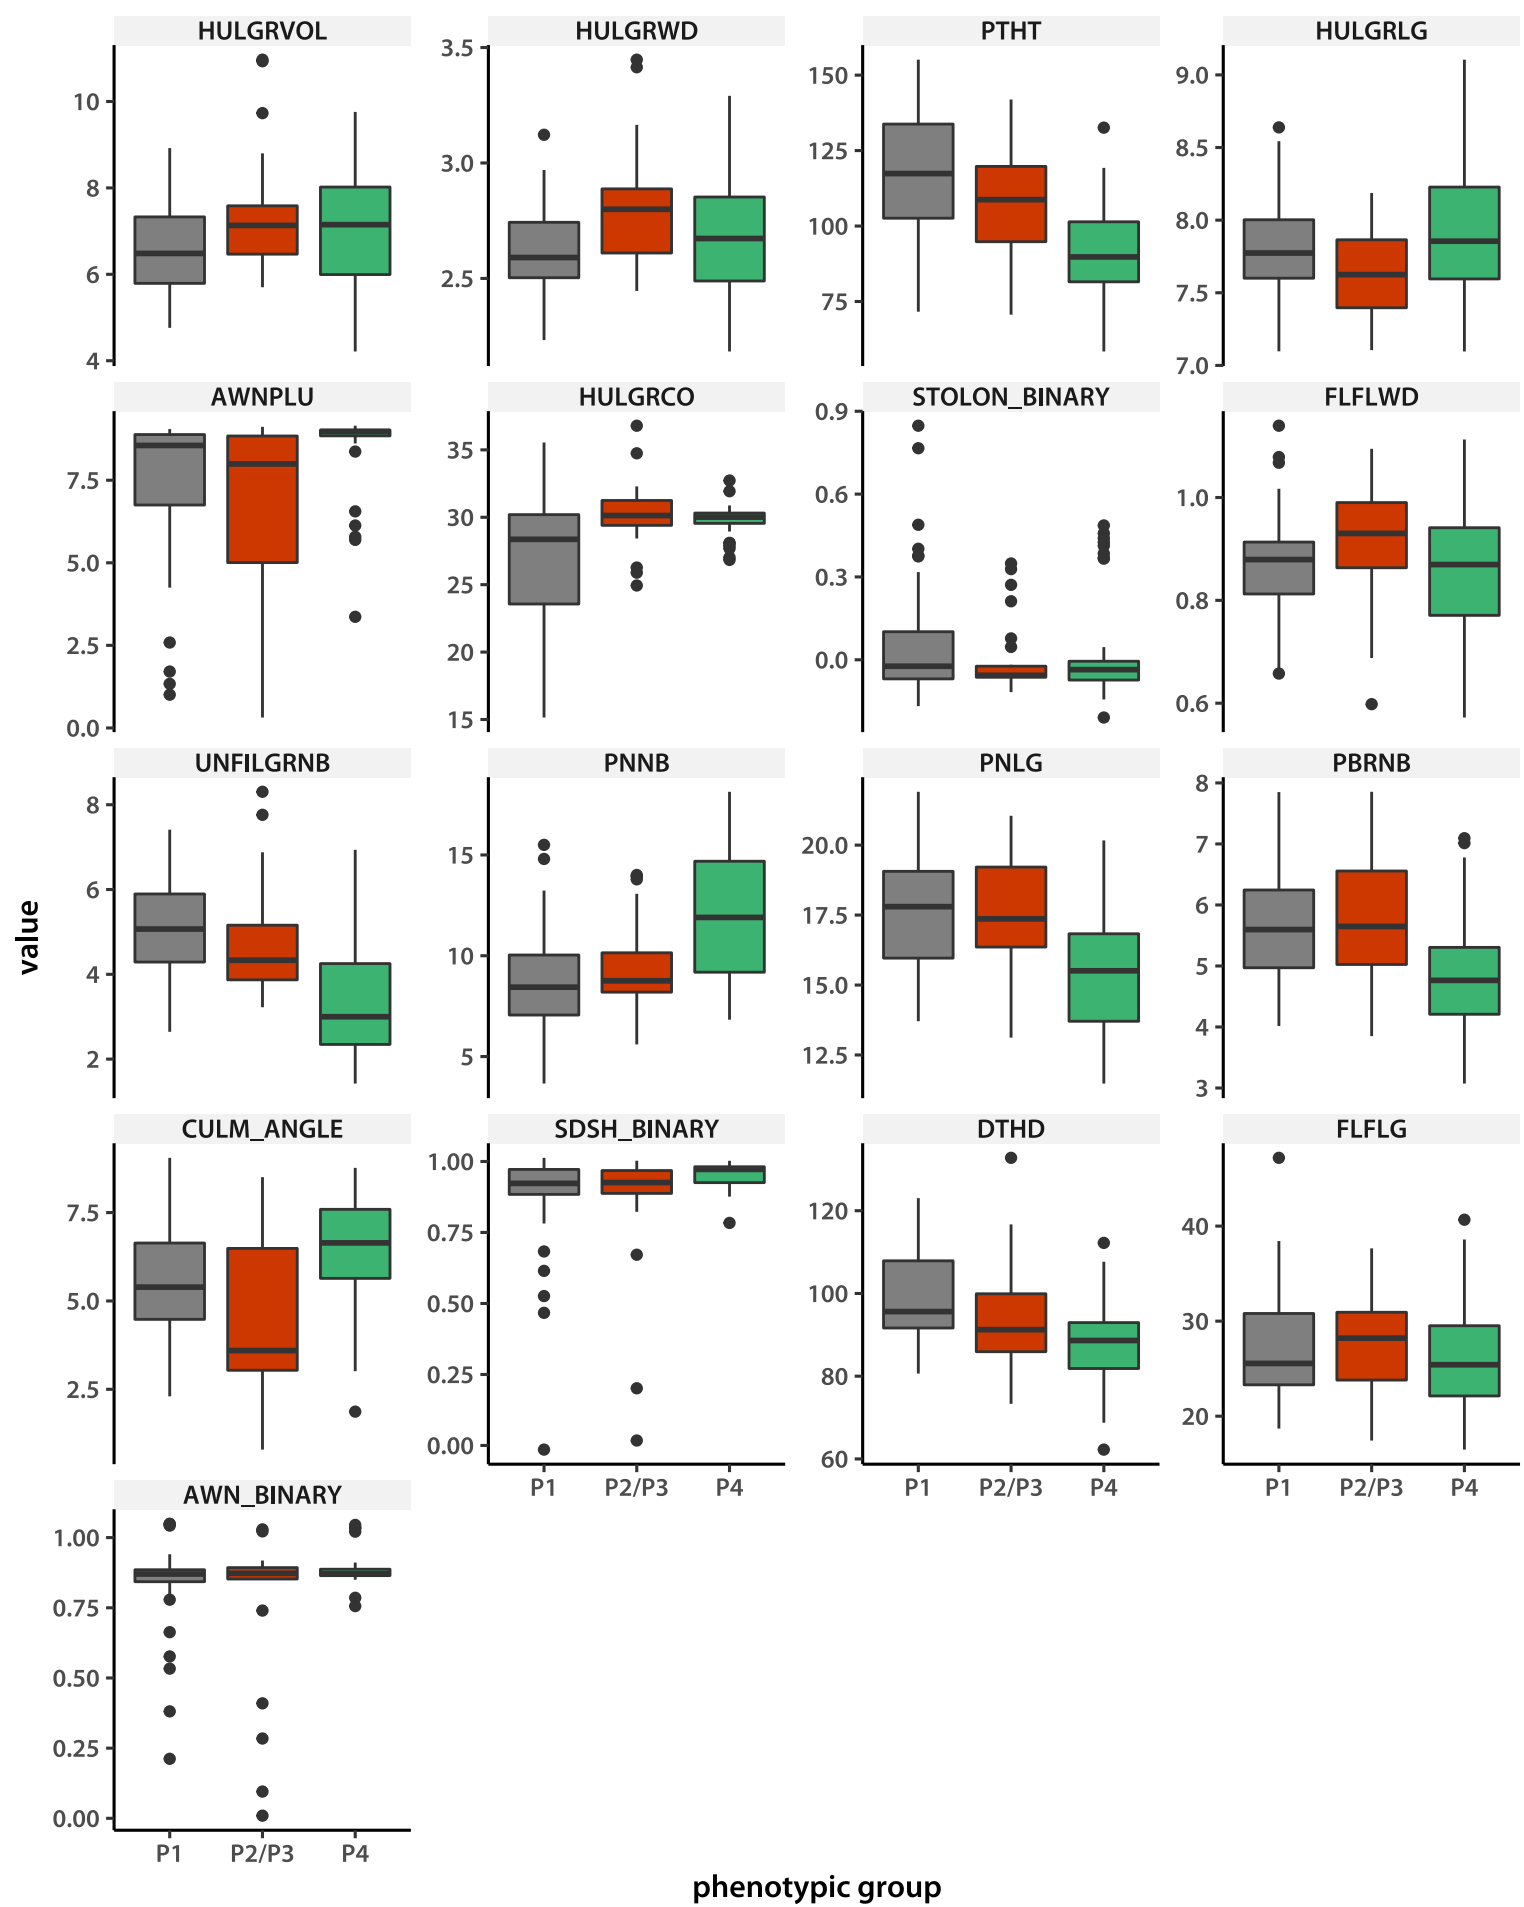 HULGRVOL HULGRWD PTHT HULGRLG
10 8 6 4
3.5 3.0 2.5
150 125 100 75
9.0 8.5 8.0 7.5 7.0
AWNPLU HULGRCO STOLON_BINARY FLFLWD
7.5 5.0 2.5 0.0
35 30 25 20 15
0.9 0.6 0.3 0.0
1.0 0.8 0.6
UNFILGRNB PNNB PNLG PBRNB
8 6 4 2
15 10 5
20.0 17.5 15.0 12.5
8 7 6 5 4 3
value
CULM_ANGLE SDSH_BINARY DTHD FLFLG
7.5 5.0 2.5
1.00 0.75 0.50 0.25 0.00
120 100 80 60
40 30 20
P1 P2/P3 P4 P1 P2/P3 P4 P1 P2/P3 P4
AWN_BINARY
1.00 0.75 0.50 0.25 0.00
P1 P2/P3 P4
phenotypic group